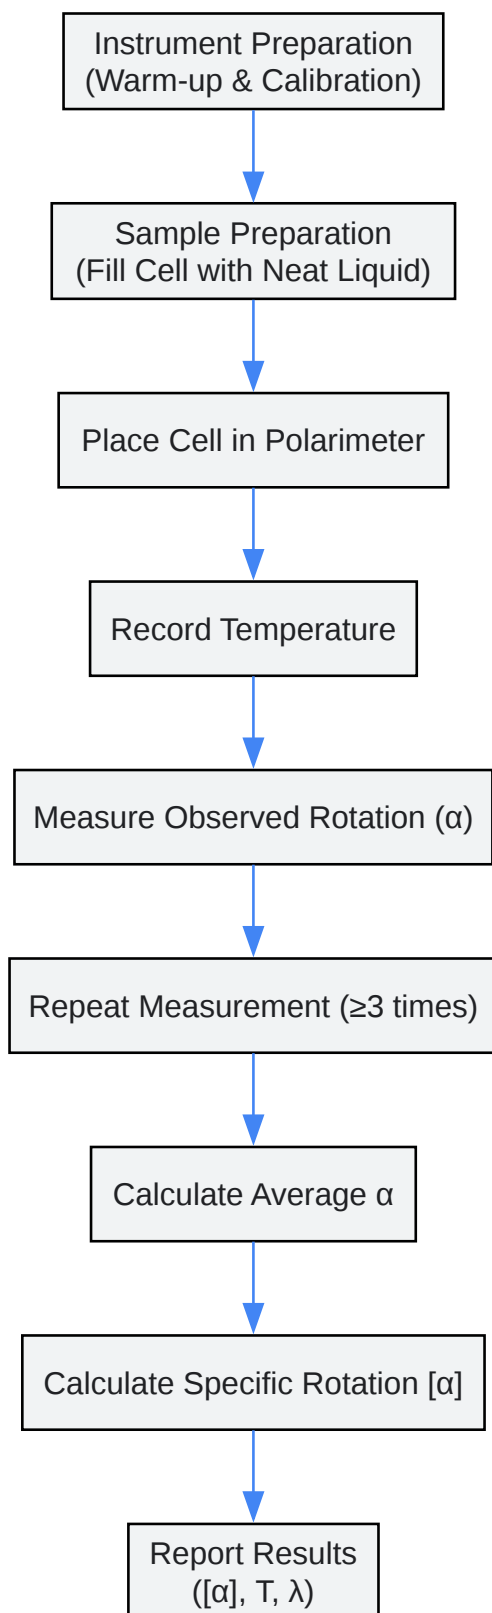 Instrument Preparation
(Warm-up & Calibration)
Sample Preparation
(Fill Cell with Neat Liquid)
Place Cell in Polarimeter
Record Temperature
Measure Observed Rotation (α)
Repeat Measurement (≥3 times)
Calculate Average α
Calculate Specific Rotation [α]
Report Results
([α], T, λ)